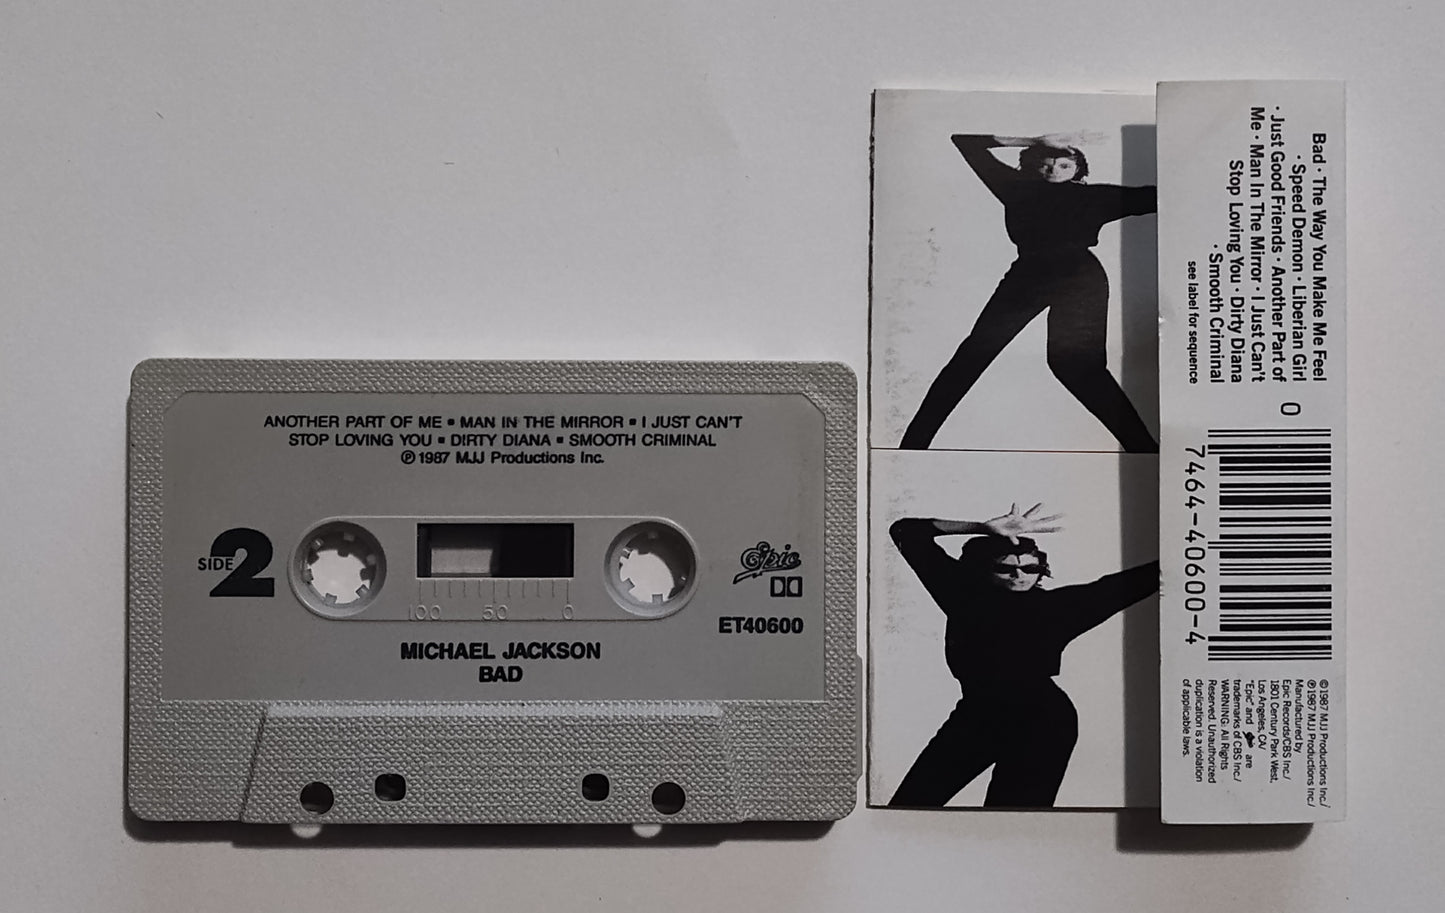 ANOTHER PART OF ME ▪ MAN IN THE MIRROR ▪ I JUST CAN'T
STOP LOVING YOU ▪ DIRTY DIANA ▪ SMOOTH CRIMINAL
℗ 1987 MJJ Productions Inc.
SIDE 2
100 50 0
Epic
ET40600
MICHAEL JACKSON
BAD
Bad · The Way You Make Me Feel
· Speed Demon · Liberian Girl
· Just Good Friends · Another Part of
Me · Man In The Mirror · I Just Can't
Stop Loving You · Dirty Diana
· Smooth Criminal
see label for sequence
0
7464-40600-4
© 1987 MJJ Productions Inc./
℗ 1987 MJJ Productions Inc./
Manufactured by
Epic Records/CBS Inc./
1801 Century Park West,
Los Angeles, CA/
"Epic" and Epic are
trademarks of CBS Inc./
WARNING: All Rights
Reserved. Unauthorized
duplication is a violation
of applicable laws.